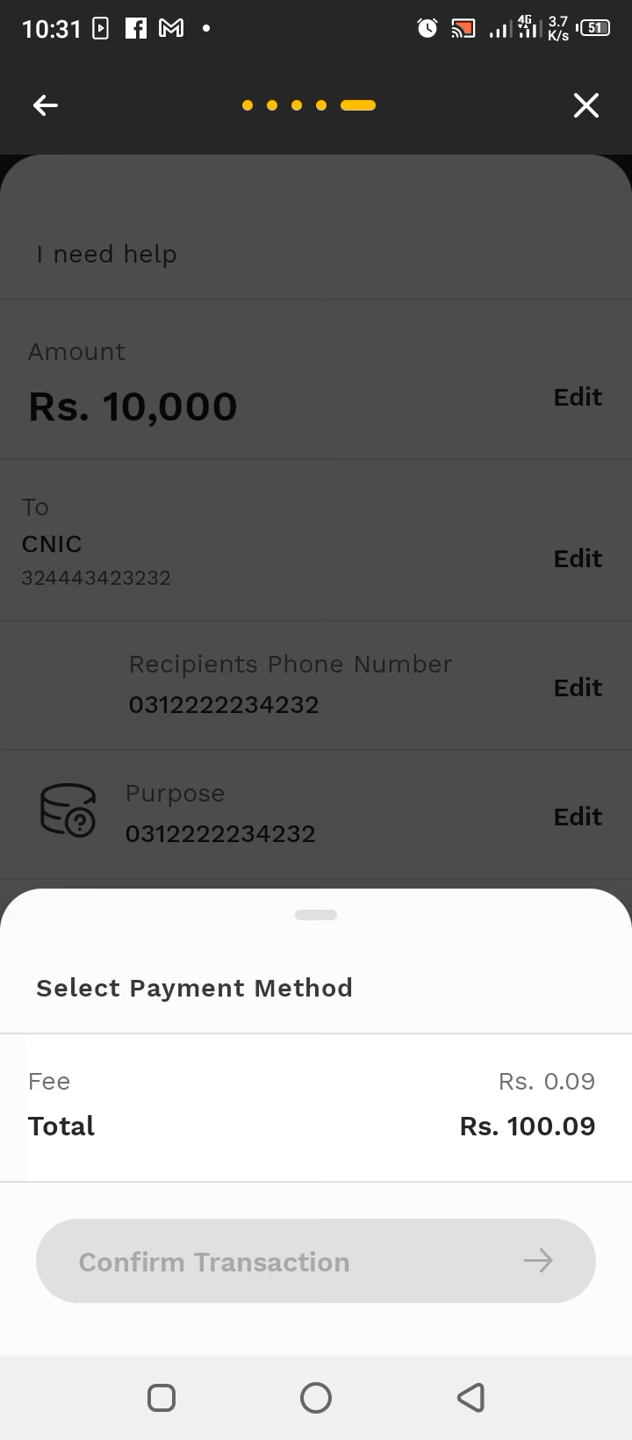 10:31
4G 3.7 K/s 51
I need help
Amount
Rs. 10,000
Edit
To
CNIC
324443423232
Edit
Recipients Phone Number
0312222234232
Edit
Purpose
0312222234232
Edit
Select Payment Method
Fee Rs. 0.09
Total Rs. 100.09
Confirm Transaction